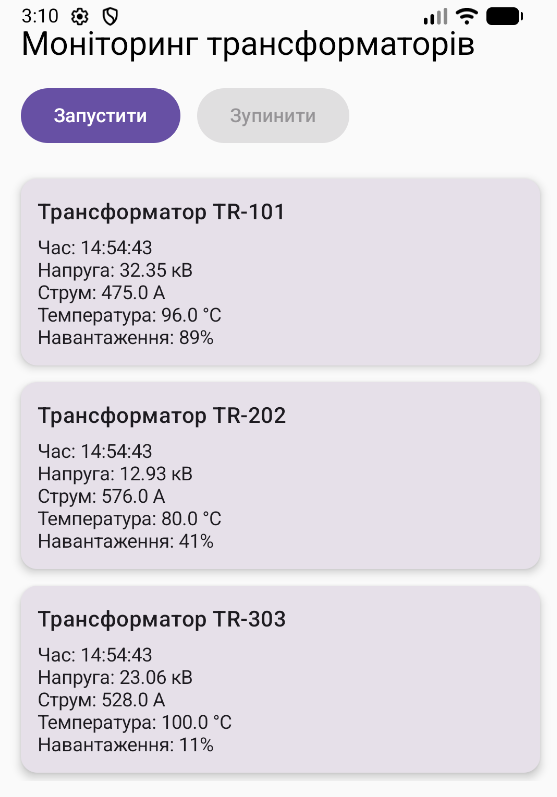 3:10
Моніторинг трансформаторів
Запустити
Зупинити
Трансформатор TR-101
Час: 14:54:43
Напруга: 32.35 кВ
Струм: 475.0 А
Температура: 96.0 °C
Навантаження: 89%
Трансформатор TR-202
Час: 14:54:43
Напруга: 12.93 кВ
Струм: 576.0 А
Температура: 80.0 °C
Навантаження: 41%
Трансформатор TR-303
Час: 14:54:43
Напруга: 23.06 кВ
Струм: 528.0 А
Температура: 100.0 °C
Навантаження: 11%